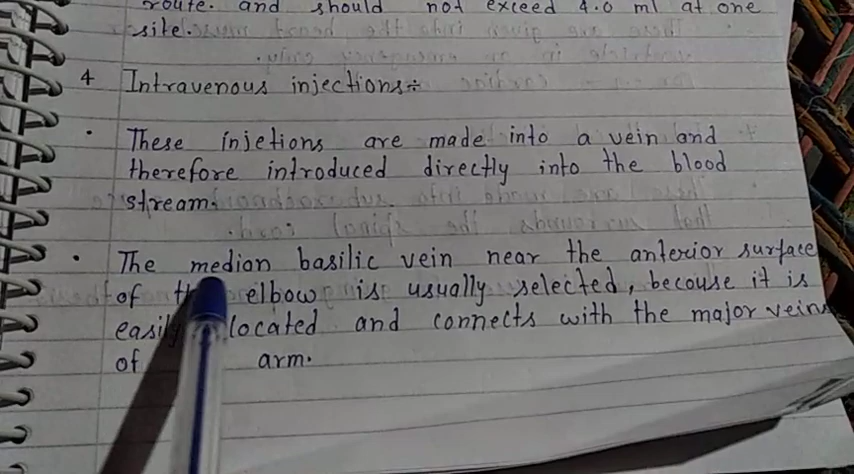 route. and should not exceed 4.0 ml at one
site.
4 Intravenous injections÷
• These injetions are made into a vein and
therefore introduced directly into the blood
stream.
• The median basilic vein near the anterior surface
of elbow is usually selected, becouse it is
easily located and connects with the major veins
of arm.